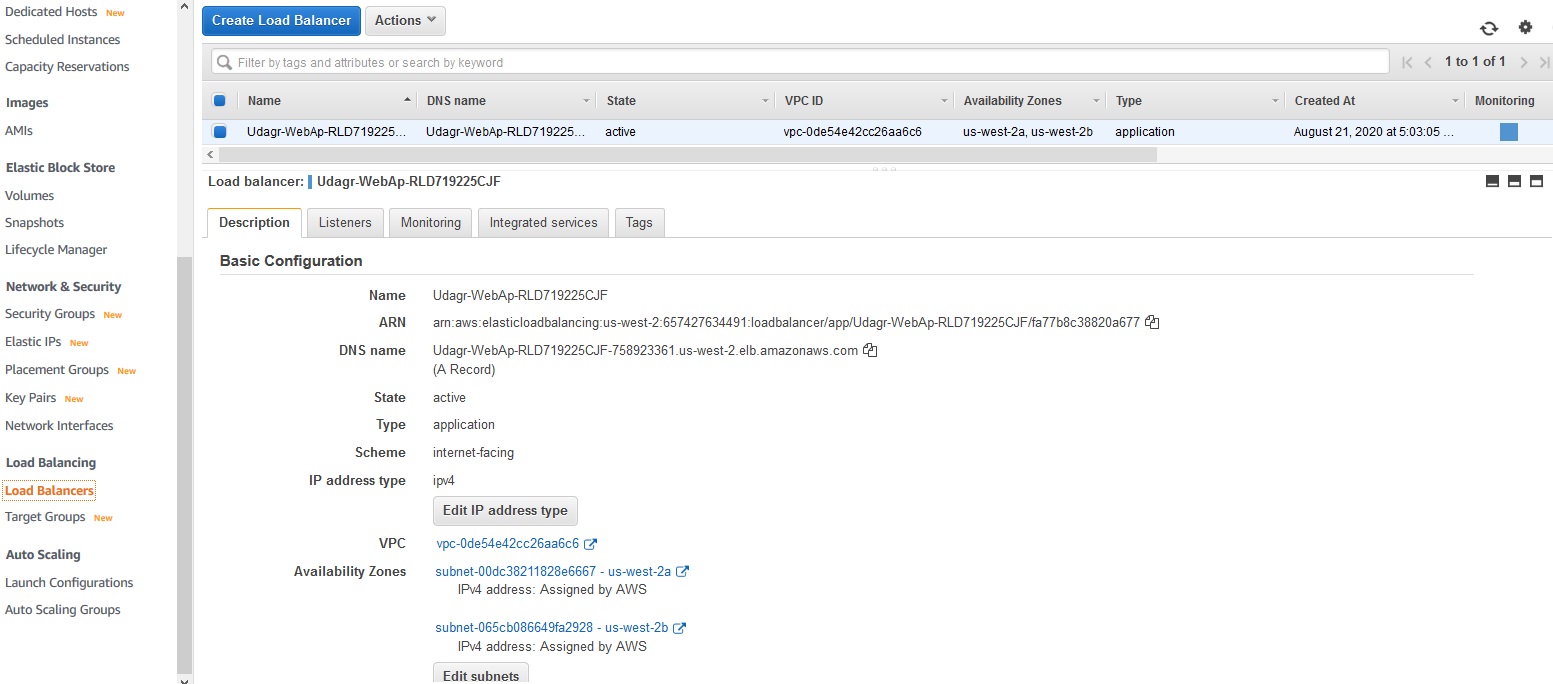 Dedicated Hosts New
Scheduled Instances
Capacity Reservations
Images
AMIs
Elastic Block Store
Volumes
Snapshots
Lifecycle Manager
Network & Security
Security Groups New
Elastic IPs New
Placement Groups New
Key Pairs New
Network Interfaces
Load Balancing
Load Balancers
Target Groups New
Auto Scaling
Launch Configurations
Auto Scaling Groups
Create Load Balancer Actions
Filter by tags and attributes or search by keyword 1 to 1 of 1
Name DNS name State VPC ID Availability Zones Type Created At Monitoring
Udagr-WebAp-RLD719225... Udagr-WebAp-RLD719225... active vpc-0de54e42cc26aa6c6 us-west-2a, us-west-2b application August 21, 2020 at 5:03:05 ...
Load balancer: Udagr-WebAp-RLD719225CJF
Description Listeners Monitoring Integrated services Tags
Basic Configuration
Name Udagr-WebAp-RLD719225CJF
ARN arn:aws:elasticloadbalancing:us-west-2:657427634491:loadbalancer/app/Udagr-WebAp-RLD719225CJF/fa77b8c38820a677
DNS name Udagr-WebAp-RLD719225CJF-758923361.us-west-2.elb.amazonaws.com
(A Record)
State active
Type application
Scheme internet-facing
IP address type ipv4
Edit IP address type
VPC vpc-0de54e42cc26aa6c6
Availability Zones subnet-00dc38211828e6667 - us-west-2a
IPv4 address: Assigned by AWS
subnet-065cb086649fa2928 - us-west-2b
IPv4 address: Assigned by AWS
Edit subnets